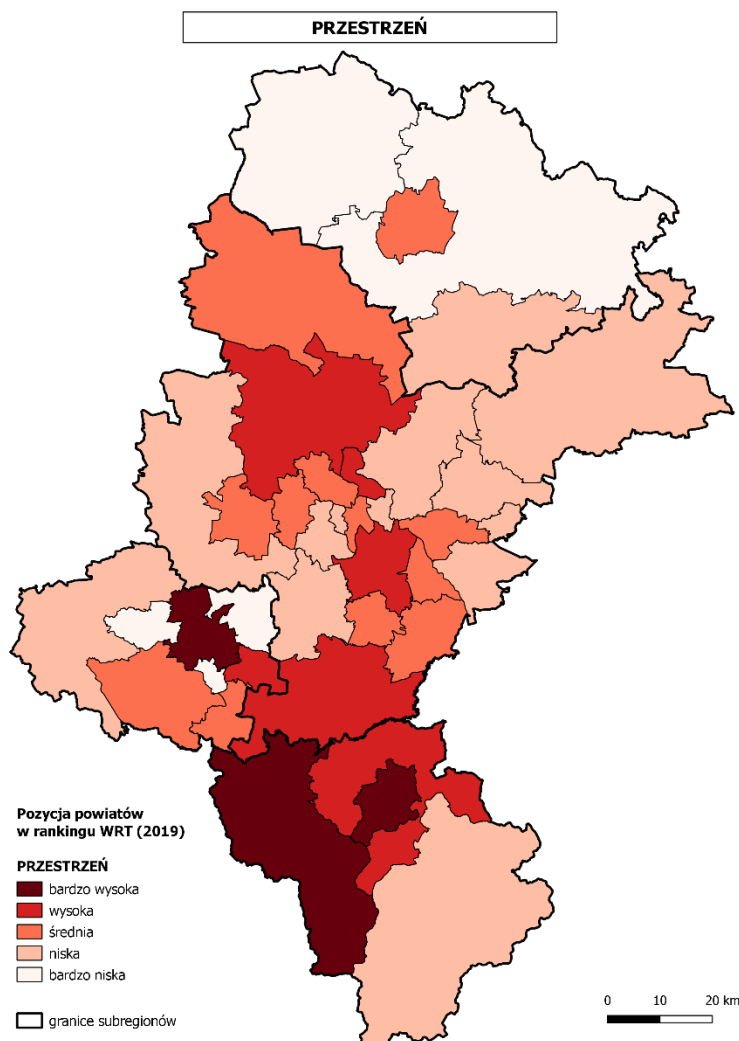 PRZESTRZEŃ
Pozycja powiatów
w rankingu WRT (2019)
PRZESTRZEŃ
bardzo wysoka
wysoka
średnia
niska
bardzo niska
granice subregionów
0 10 20 km